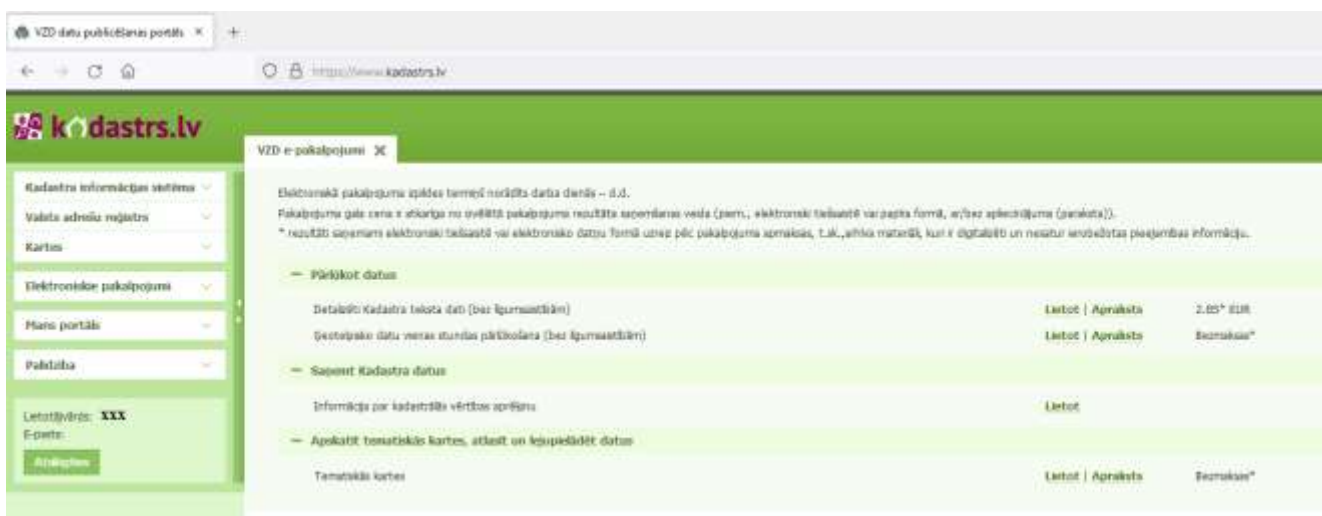 VZD datu publicēšanas portāls × +
https://www.kadastrs.lv
kadastrs.lv
VZD e-pakalpojumi ✕
Kadastra informācijas sistēma
Valsts adrešu reģistrs
Kartes
Elektroniskie pakalpojumi
Mans portāls
Palīdzība
Lietotājvārds: XXX
E-pasts:
Atslēgties
Elektroniskā pakalpojuma izpildes termiņš norādīts darba dienās – d.d.
Pakalpojuma gala cena ir atkarīga no izvēlētā pakalpojuma rezultāta saņemšanas veida (piem., elektroniski tiešsaistē vai papīra formā, ar/bez apliecinājuma (paraksta)).
* rezultāti saņemami elektroniski tiešsaistē vai elektronisko datņu formā uzreiz pēc pakalpojuma apmaksas, t.sk., arhīva materiāli, kuri ir digitalizēti un nesatur ierobežotas pieejamības informāciju.
— Pārlūkot datus
Detalizēti Kadastra teksta dati (bez īpašumtiesībām) Lietot | Apraksts 2.85* EUR
datu vienas stundas pārlūkošana Lietot | Apraksts Bezmaksas*
— Saņemt Kadastra datus
Informācija par kadastrālās vērtības aprēķinu Lietot
— Apskatīt tematiskās kartes, atlasīt un lejupielādēt datus
Tematiskās kartes Lietot | Apraksts Bezmaksas*